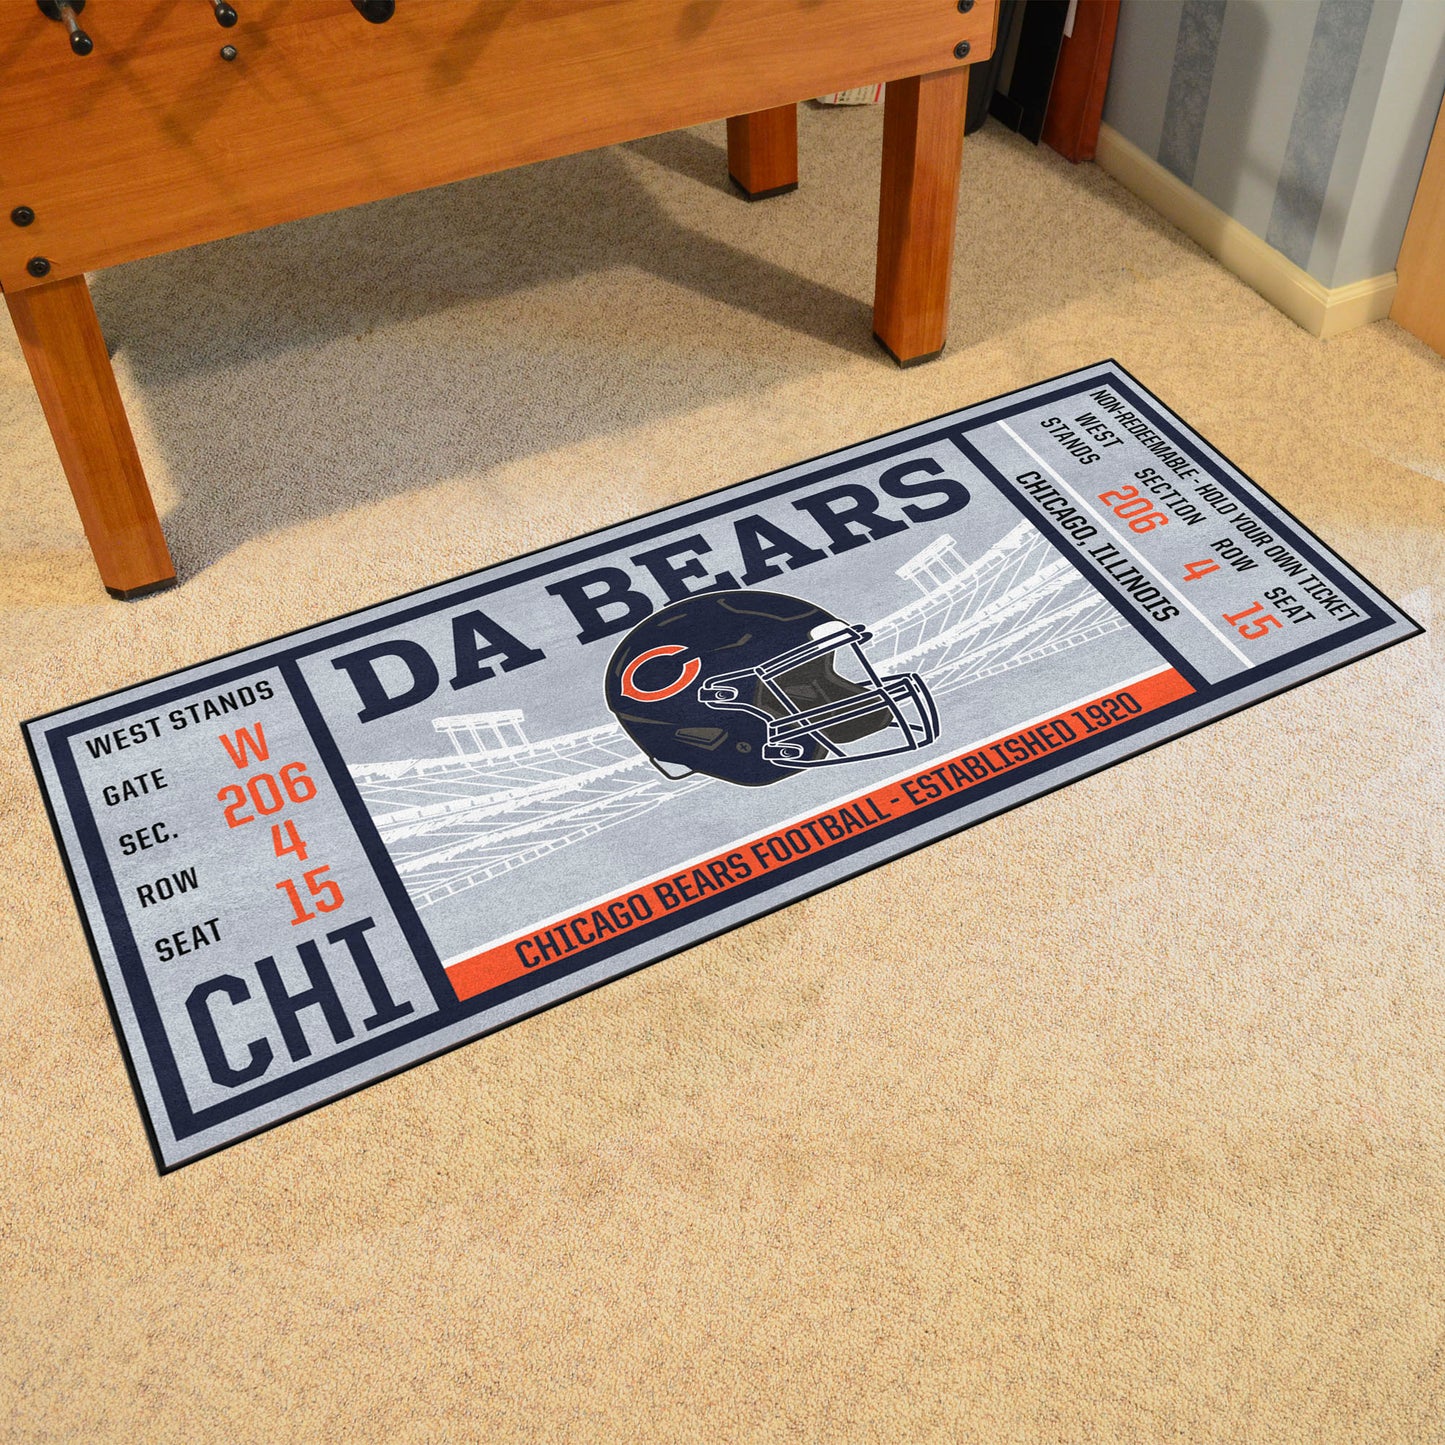 WEST STANDS
GATE W
SEC. 206
ROW 4
SEAT 15
CHI
DA BEARS
C
CHICAGO BEARS FOOTBALL - ESTABLISHED 1920
CHICAGO, ILLINOIS
WEST
STANDS
SECTION
206
ROW
4
SEAT
15
NON-REDEEMABLE - HOLD YOUR OWN TICKET